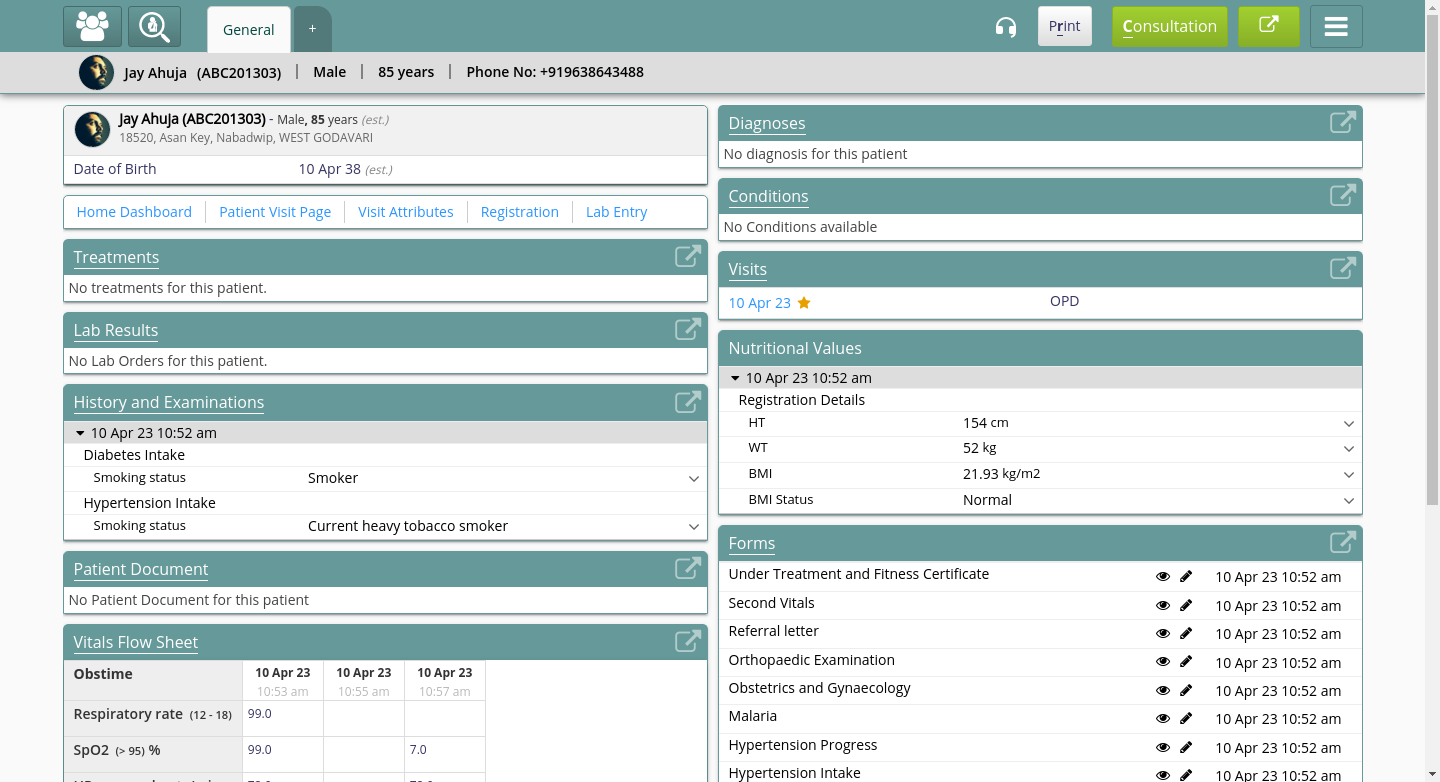 General
+
Print
Consultation
Jay Ahuja (ABC201303) | Male | 85 years | Phone No: +919638643488
Jay Ahuja (ABC201303) - Male, 85 years (est.)
18520, Asan Key, Nabadwip, WEST GODAVARI
Date of Birth 10 Apr 38 (est.)
Home Dashboard
Patient Visit Page
Visit Attributes
Registration
Lab Entry
Treatments
No treatments for this patient.
Lab Results
No Lab Orders for this patient.
History and Examinations
10 Apr 23 10:52 am
Diabetes Intake
Smoking status Smoker
Hypertension Intake
Smoking status Current heavy tobacco smoker
Patient Document
No Patient Document for this patient
Vitals Flow Sheet
Obstime 10 Apr 23 10 Apr 23 10 Apr 23
10:53 am 10:55 am 10:57 am
Respiratory rate (12 - 18) 99.0
SpO2 (> 95) % 99.0 7.0
Diagnoses
No diagnosis for this patient
Conditions
No Conditions available
Visits
10 Apr 23 OPD
Nutritional Values
10 Apr 23 10:52 am
Registration Details
HT 154 cm
WT 52 kg
BMI 21.93 kg/m2
BMI Status Normal
Forms
Under Treatment and Fitness Certificate 10 Apr 23 10:52 am
Second Vitals 10 Apr 23 10:52 am
Referral letter 10 Apr 23 10:52 am
Orthopaedic Examination 10 Apr 23 10:52 am
Obstetrics and Gynaecology 10 Apr 23 10:52 am
Malaria 10 Apr 23 10:52 am
Hypertension Progress 10 Apr 23 10:52 am
Hypertension Intake 10 Apr 23 10:52 am